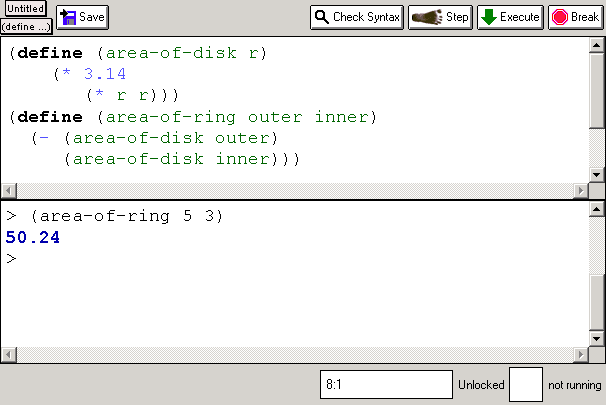 Untitled
(define ...)
Save
Check Syntax
Step
Execute
Break
(define (area-of-disk r)
(* 3.14
(* r r)))
(define (area-of-ring outer inner)
(- (area-of-disk outer)
(area-of-disk inner)))
> (area-of-ring 5 3)
50.24
>
8:1
Unlocked
not running